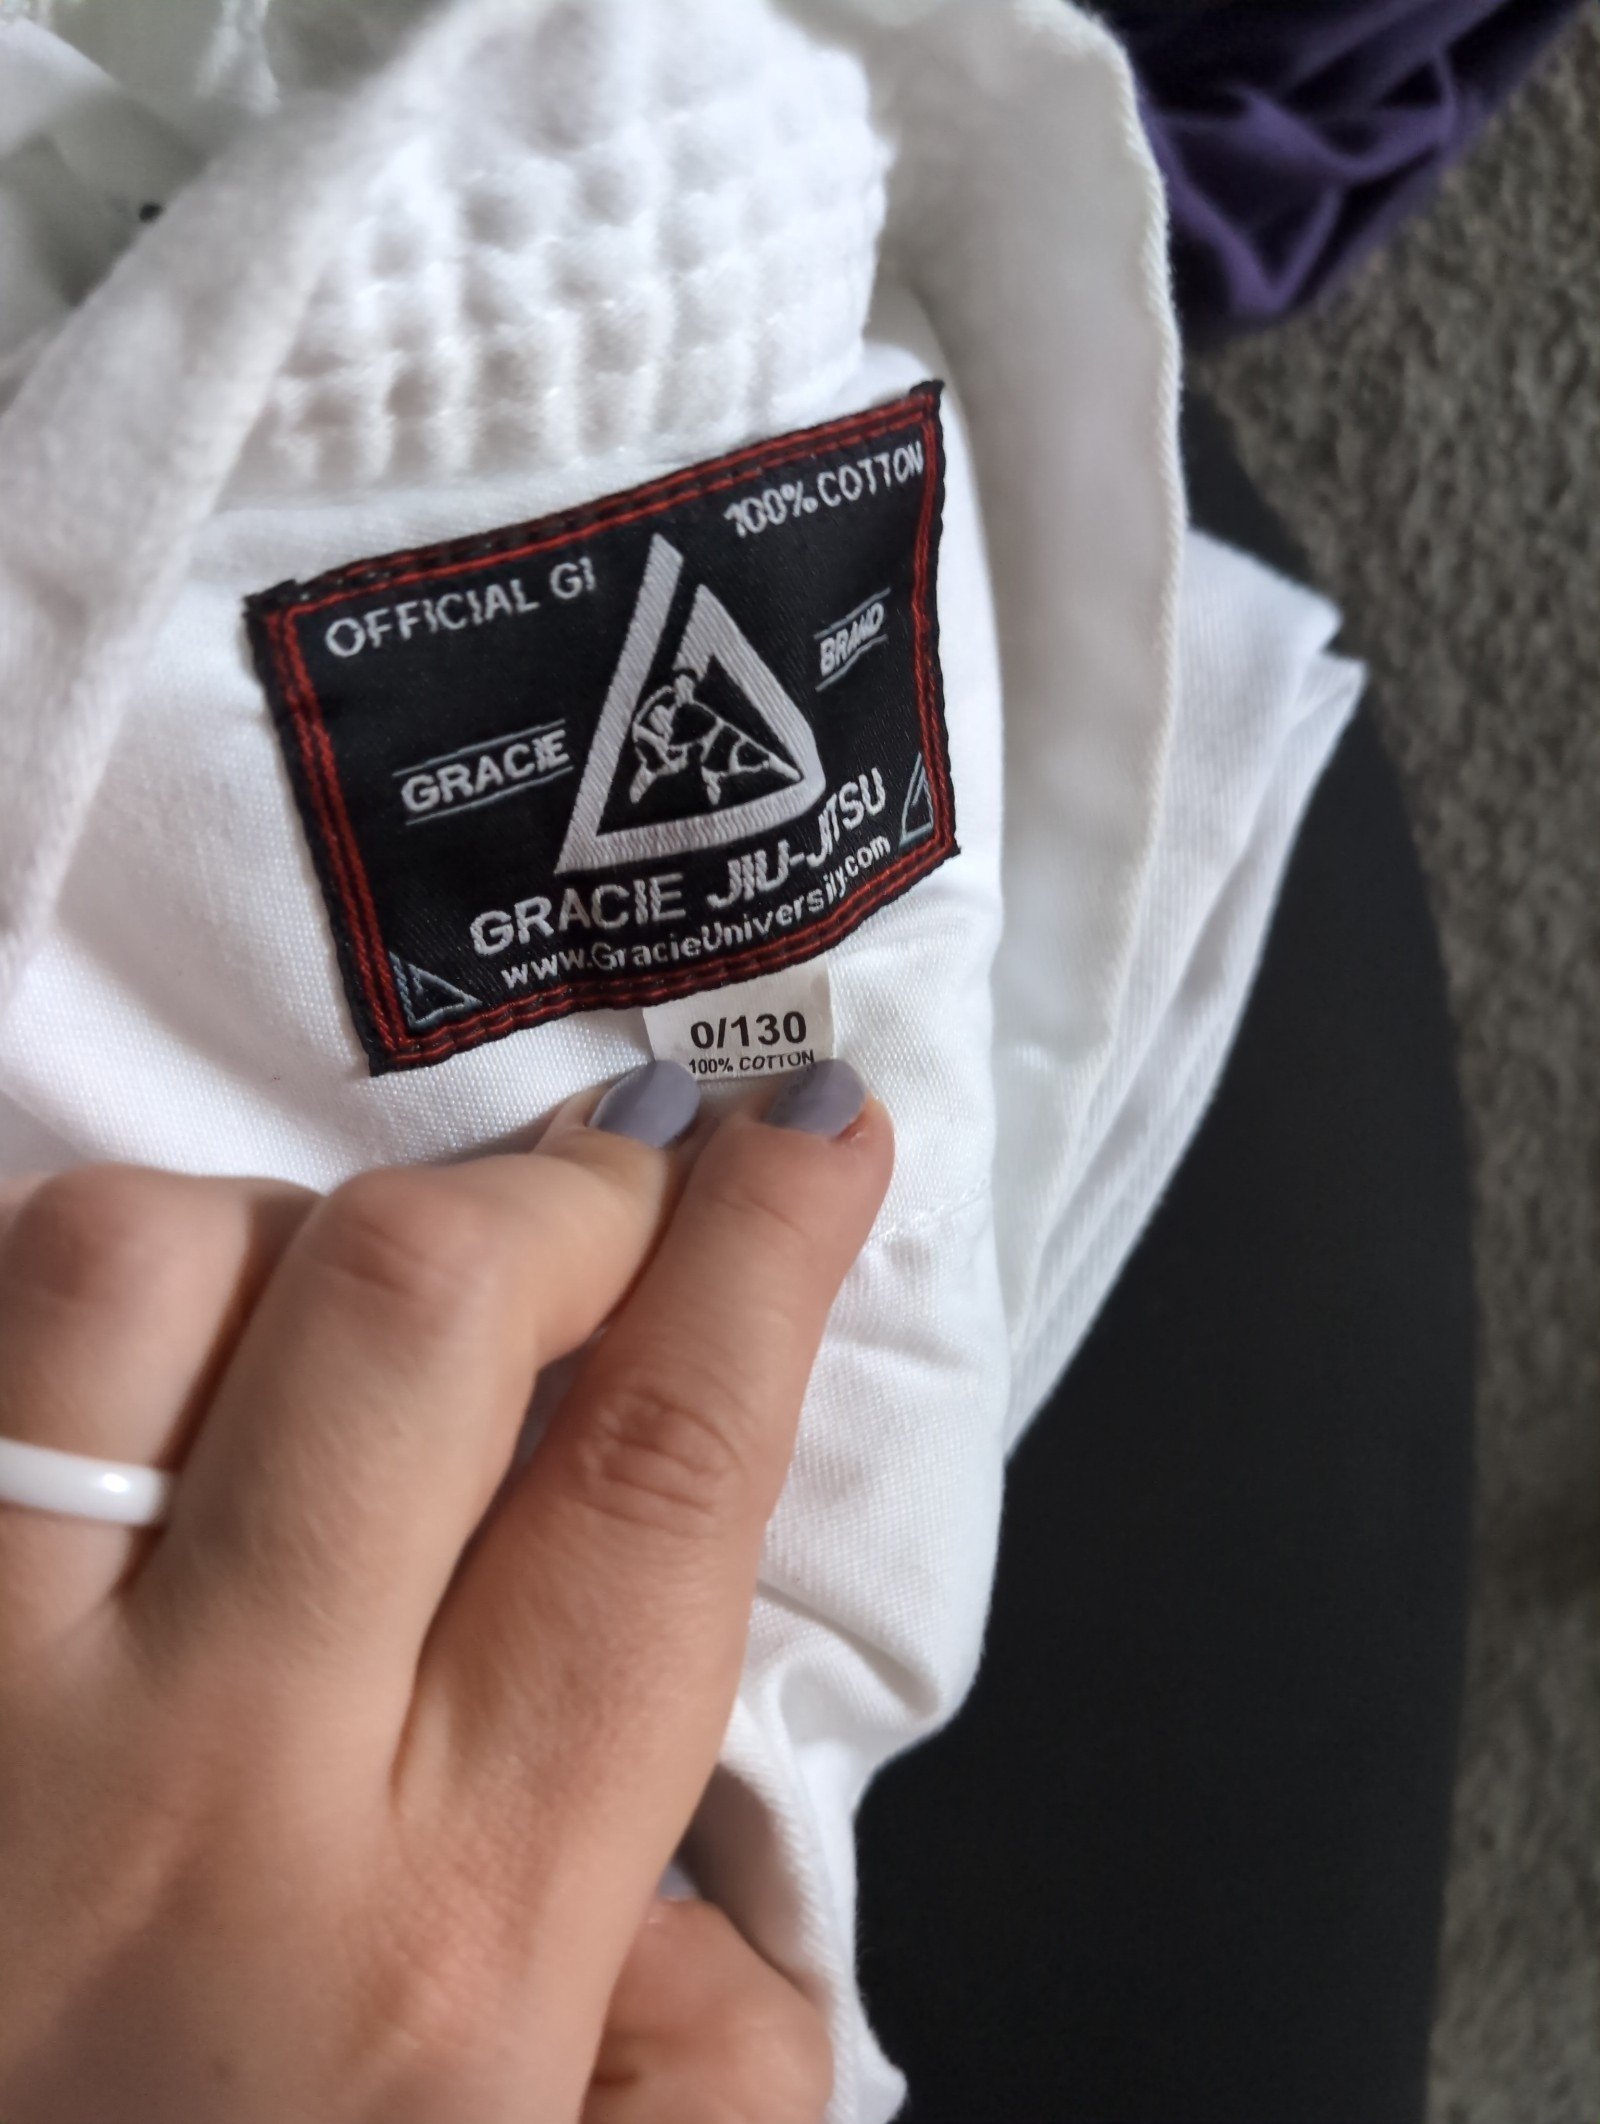 OFFICIAL GI
100% COTTON
GRACIE
BRAND
GRACIE JIU-JITSU
www.GracieUniversity.com
0/130
100% COTTON